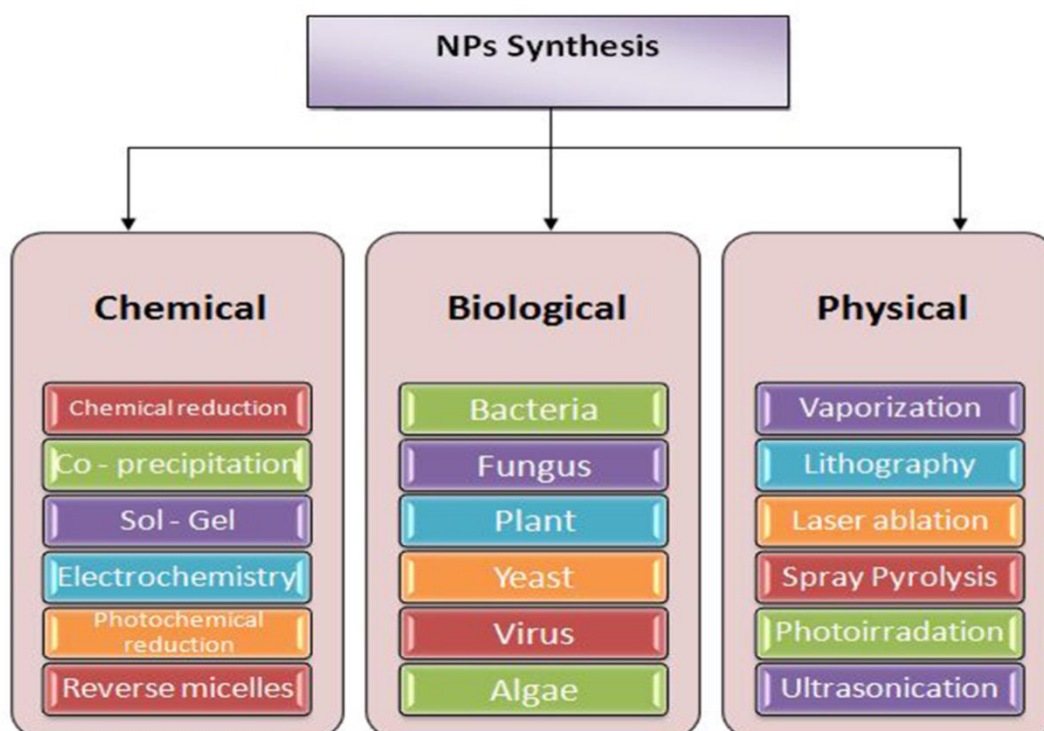 NPs Synthesis
Chemical
Chemical reduction
Co - precipitation
Sol - Gel
Electrochemistry
Photochemical
reduction
Reverse micelles
Biological
Bacteria
Fungus
Plant
Yeast
Virus
Algae
Physical
Vaporization
Lithography
Laser ablation
Spray Pyrolysis
Photoirradation
Ultrasonication